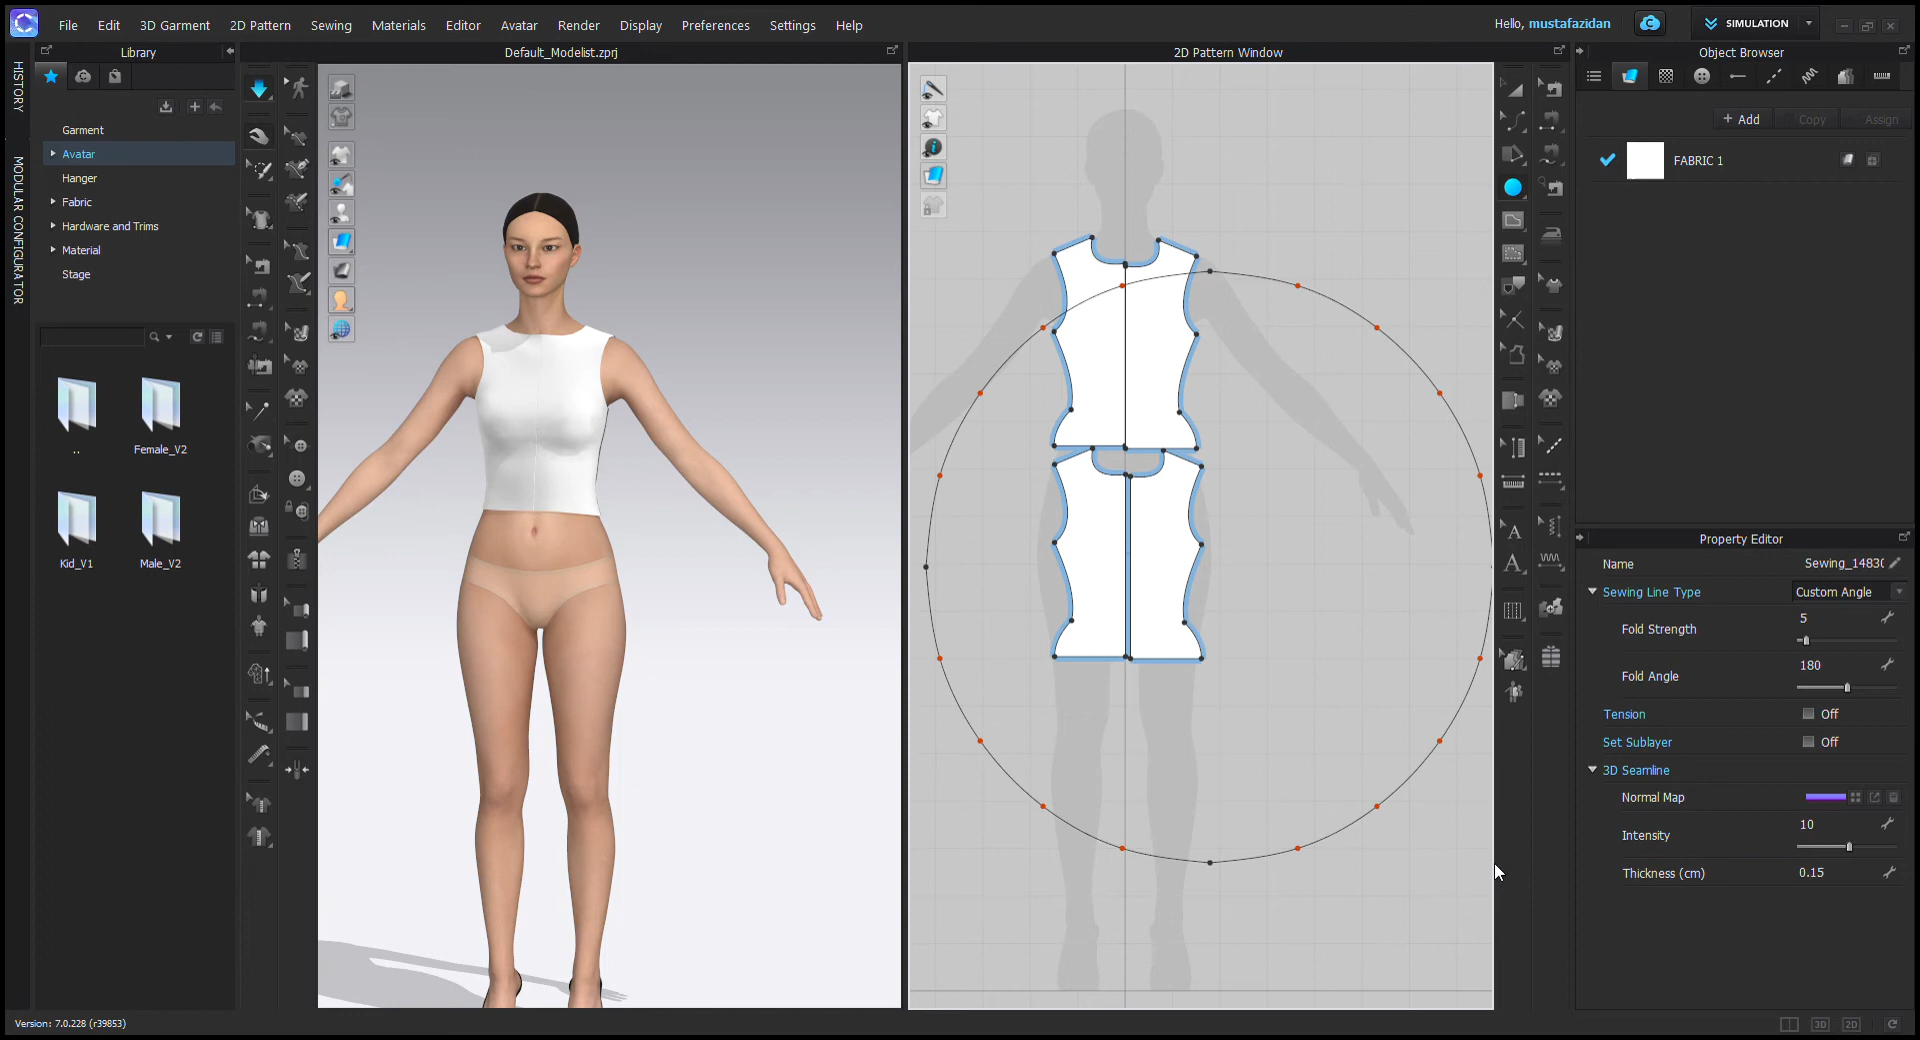 File Edit 3D Garment 2D Pattern Sewing Materials Editor Avatar Render Display Preferences Settings Help
Hello, mustafazidan
SIMULATION
Library
Default_Modelist.zprj
2D Pattern Window
Object Browser
HISTORY
MODULAR CONFIGURATOR
Garment
Avatar
Hanger
Fabric
Hardware and Trims
Material
Stage
..
Female_V2
Kid_V1
Male_V2
+ Add
Copy
Assign
FABRIC 1
Property Editor
Name Sewing_1483(
Sewing Line Type Custom Angle
Fold Strength 5
Fold Angle 180
Tension Off
Set Sublayer Off
3D Seamline
Normal Map
Intensity 10
Thickness (cm) 0.15
Version: 7.0.228 (r39853)
3D
2D